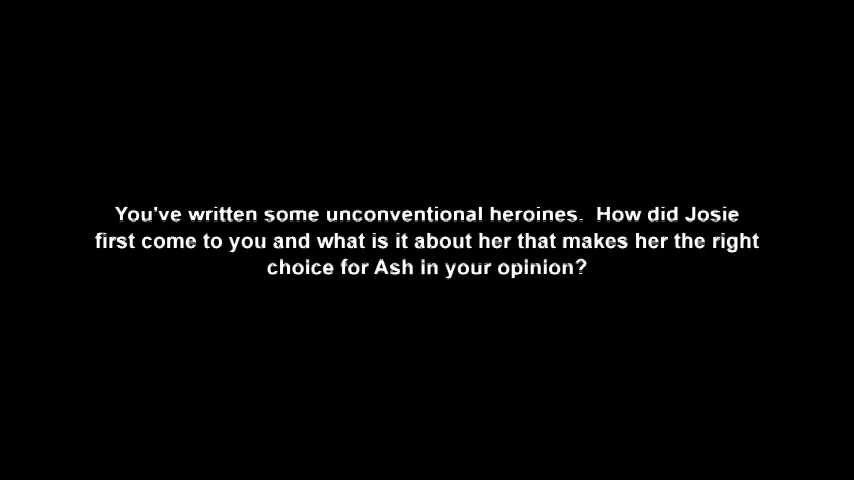 You've written some unconventional heroines.  How did Josie
first come to you and what is it about her that makes her the right
choice for Ash in your opinion?